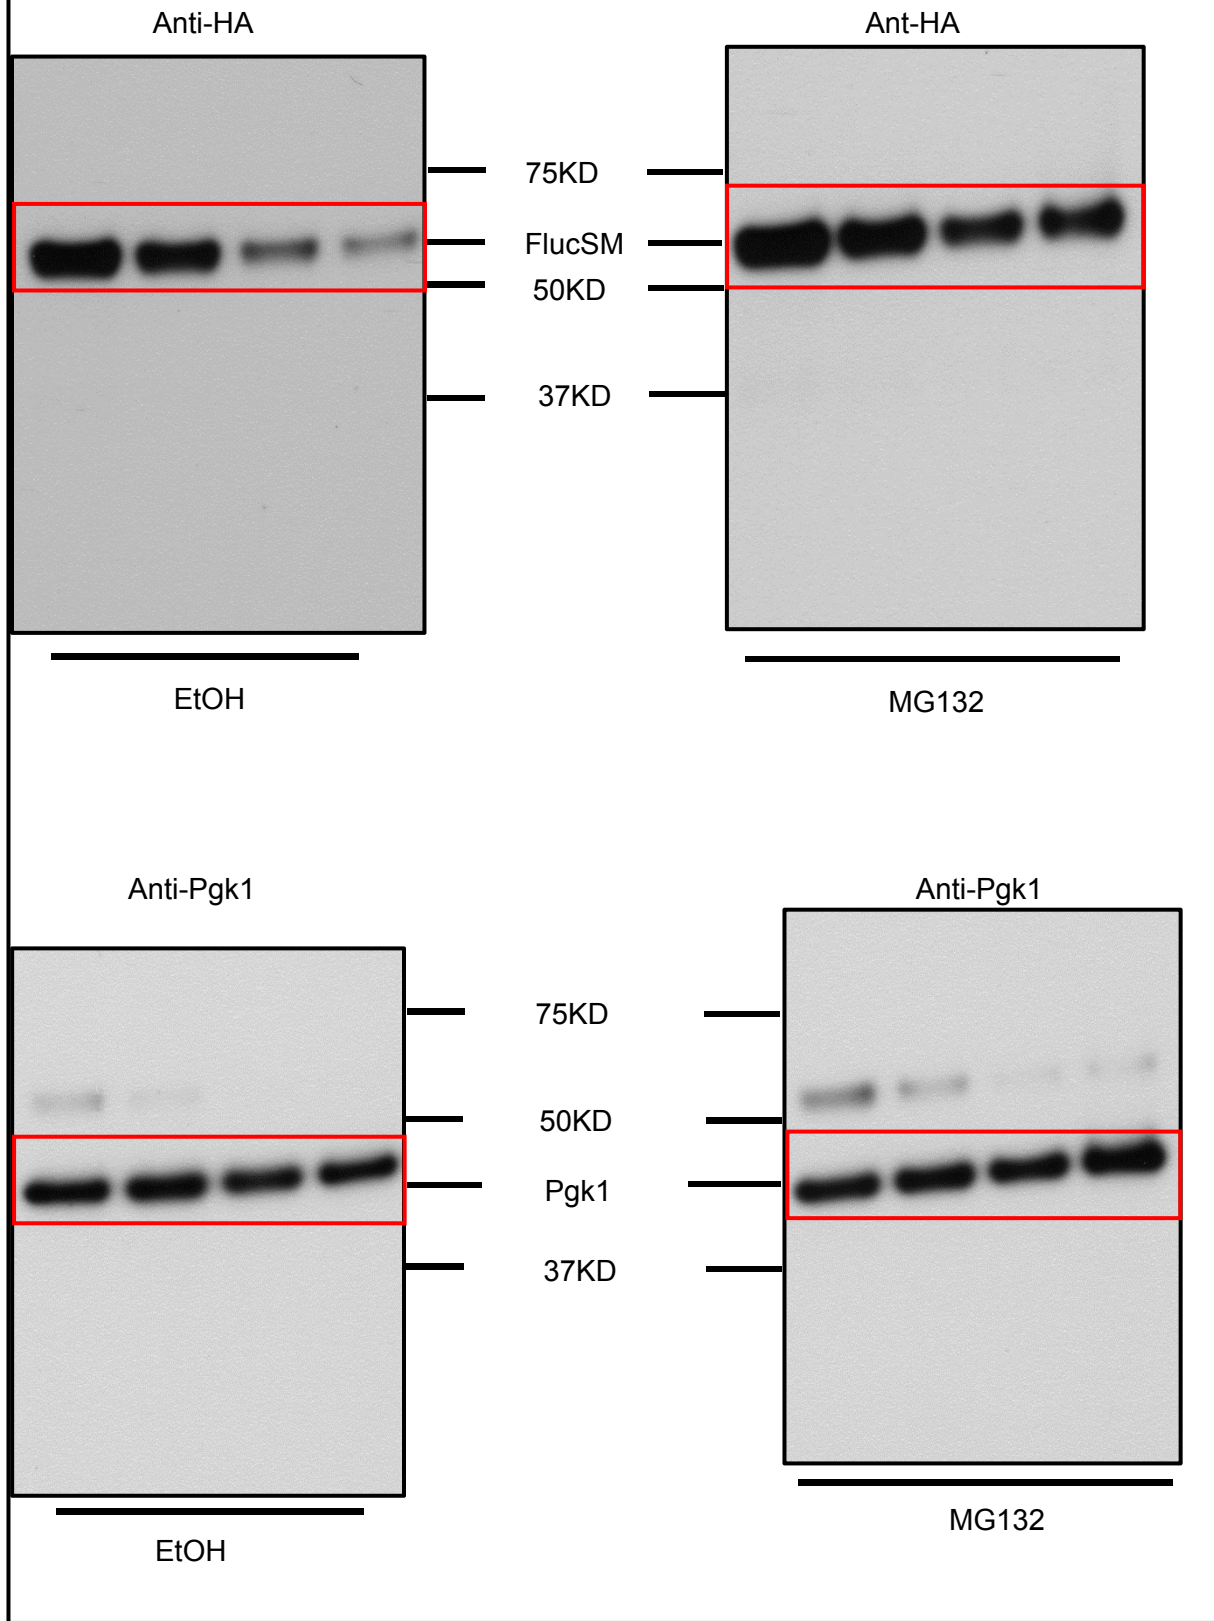 Anti-HA
Ant-HA
75KD
FlucSM
50KD
37KD
EtOH
MG132
Anti-Pgk1
Anti-Pgk1
75KD
50KD
Pgk1
37KD
MG132
EtOH